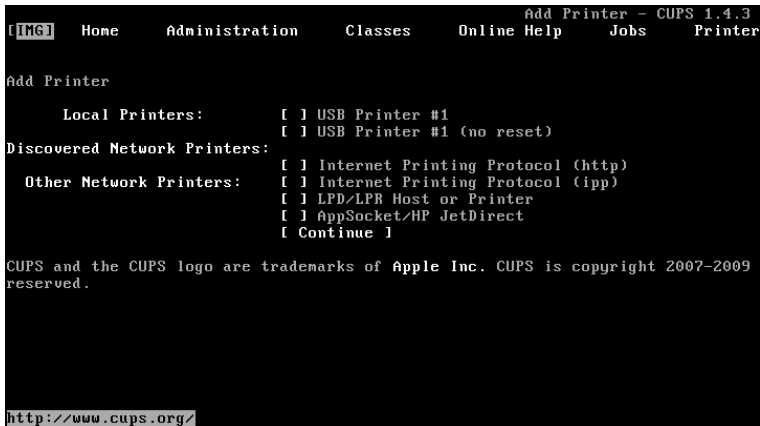 Add Printer - CUPS 1.4.3
[IMG] Home Administration Classes Online Help Jobs Printer
Add Printer
Local Printers: [ ] USB Printer #1
[ ] USB Printer #1 (no reset)
Discovered Network Printers:
[ ] Internet Printing Protocol (http)
Other Network Printers: [ ] Internet Printing Protocol (ipp)
[ ] LPD/LPR Host or Printer
[ ] AppSocket/HP JetDirect
[ Continue ]
CUPS and the CUPS logo are trademarks of Apple Inc. CUPS is copyright 2007-2009
reserved.
http://www.cups.org/